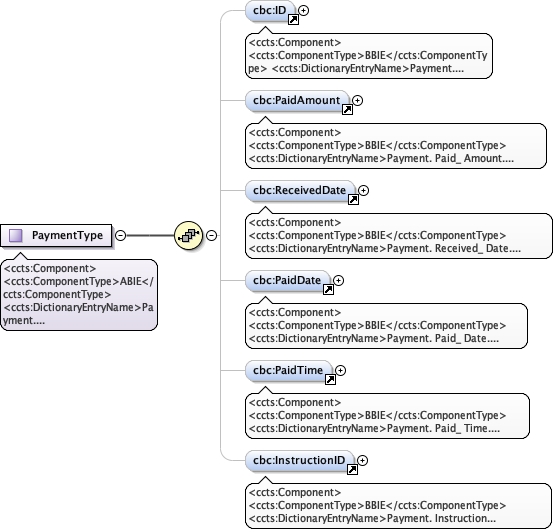 cbc:ID
<ccts:Component>
<ccts:ComponentType>BBIE</ccts:ComponentTy
pe> <ccts:DictionaryEntryName>Payment....
cbc:PaidAmount
<ccts:Component>
<ccts:ComponentType>BBIE</ccts:ComponentType>
<ccts:DictionaryEntryName>Payment. Paid_ Amount....
cbc:ReceivedDate
<ccts:Component>
<ccts:ComponentType>BBIE</ccts:ComponentType>
<ccts:DictionaryEntryName>Payment. Received_ Date....
PaymentType
<ccts:Component>
<ccts:ComponentType>ABIE</
ccts:ComponentType>
<ccts:DictionaryEntryName>Pa
yment....
cbc:PaidDate
<ccts:Component>
<ccts:ComponentType>BBIE</ccts:ComponentType>
<ccts:DictionaryEntryName>Payment. Paid_ Date....
cbc:PaidTime
<ccts:Component>
<ccts:ComponentType>BBIE</ccts:ComponentType>
<ccts:DictionaryEntryName>Payment. Paid_ Time....
cbc:InstructionID
<ccts:Component>
<ccts:ComponentType>BBIE</ccts:ComponentType>
<ccts:DictionaryEntryName>Payment. Instruction...